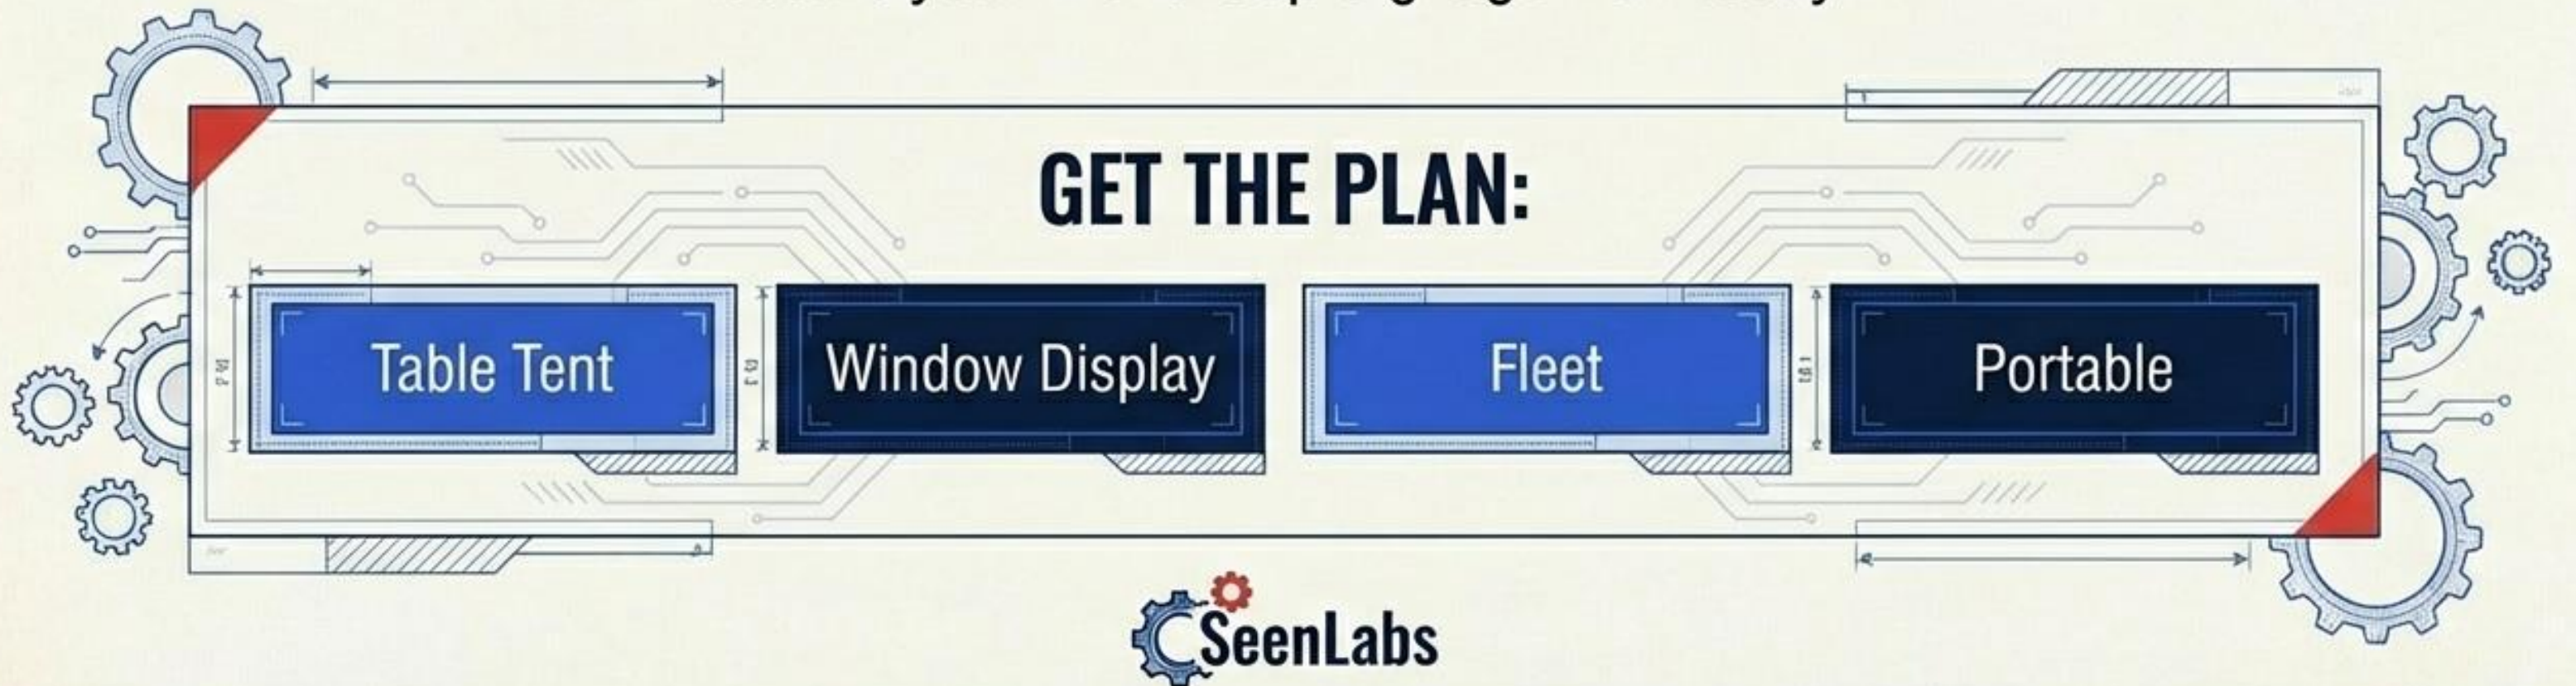 GET THE PLAN:
Table Tent
Window Display
Fleet
Portable
SeenLabs